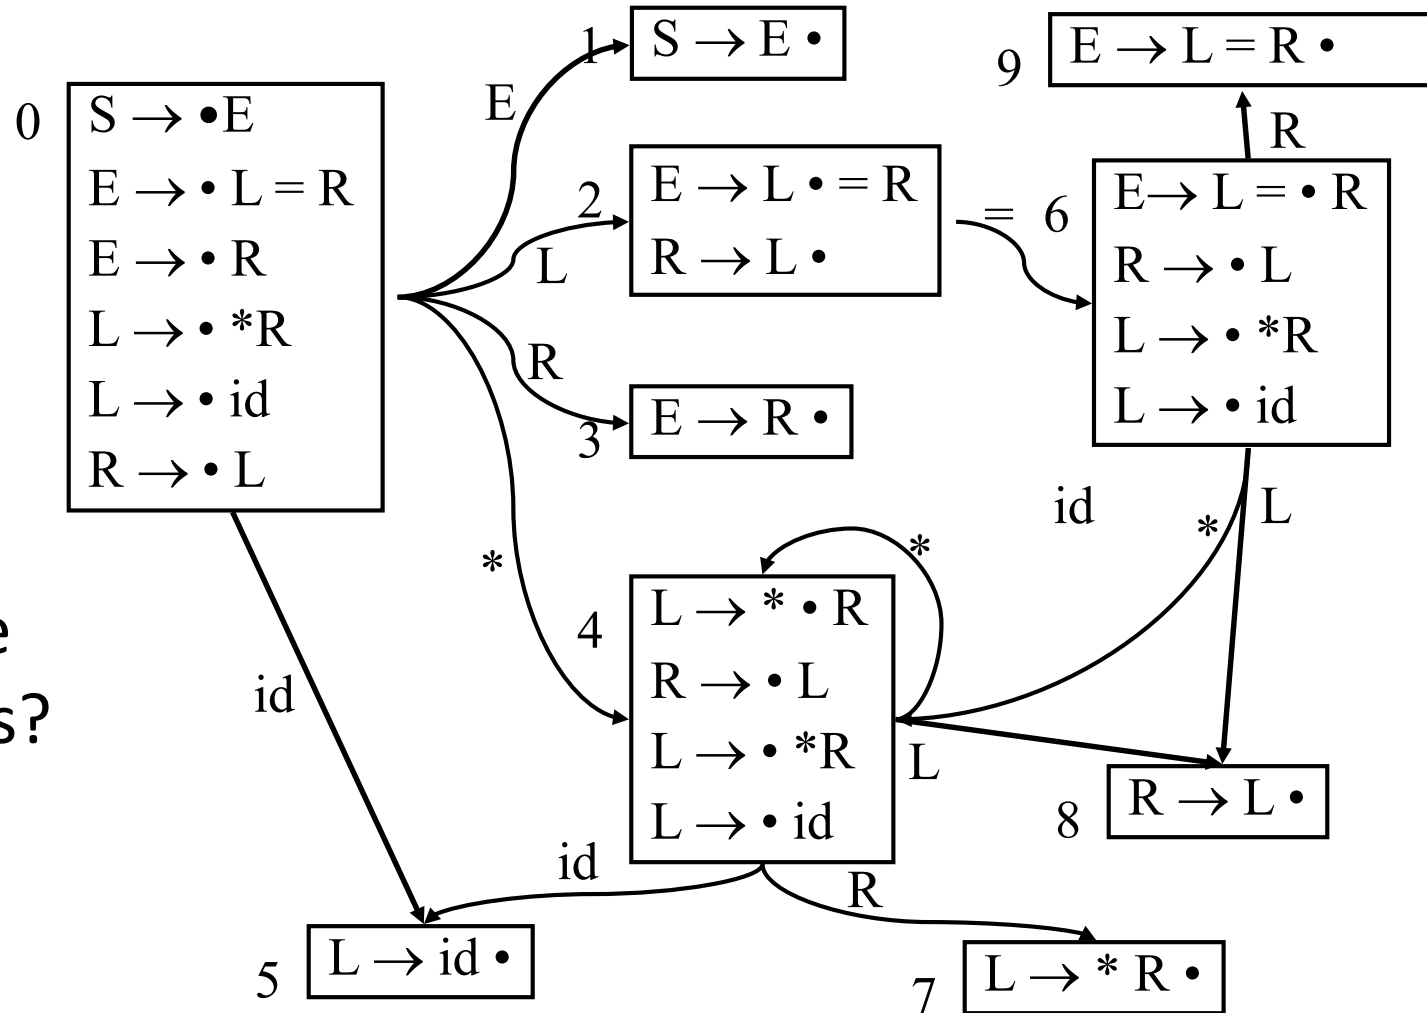 0
S → •E
E → • L = R
E → • R
L → • *R
L → • id
R → • L
E
1
S → E •
L
2
E → L • = R
R → L •
R
3
E → R •
*
4
L → * • R
R → • L
L → • *R
L → • id
*
L
id
R
id
5
L → id •
7
L → * R •
=
6
E→ L = • R
R → • L
L → • *R
L → • id
R
9
E → L = R •
id
*
L
8
R → L •
e
s?